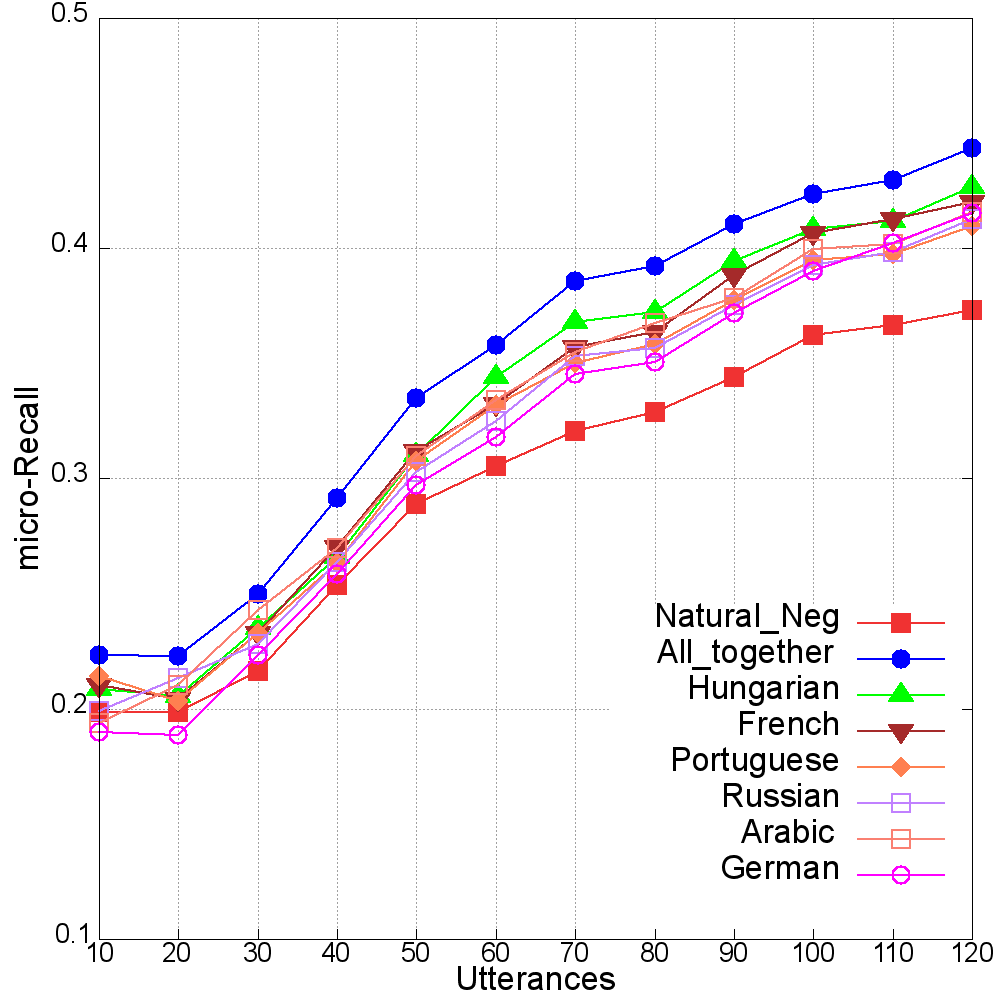 0.5
0.4
0.3
0.2
0.1
micro-Recall
Natural_Neg
All_together
Hungarian
French
Portuguese
Russian
Arabic
German
10 20 30 40 50 60 70 80 90 100 110 120
Utterances